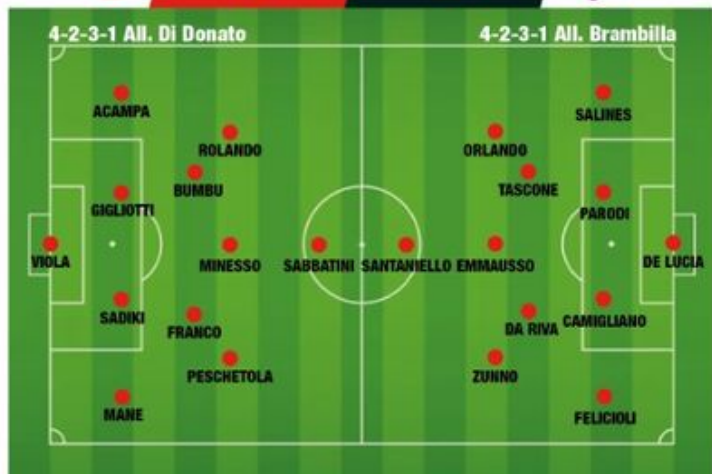 4-2-3-1 All. Di Donato
4-2-3-1 All. Brambilla
ACAMPA
SALINES
ROLANDO
ORLANDO
BUMBU
TASCONE
GIGLIOTTI
PARODI
VIOLA
MINESSO
SABBATINI
SANTANIELLO
EMMAUSSO
DE LUCIA
SADIKI
FRANCO
DA RIVA
CAMIGLIANO
PESCHETOLA
ZUNNO
MANE
FELICIOLI